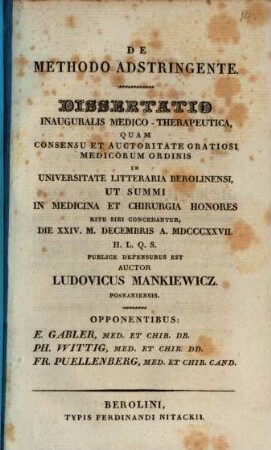 DE
METHODO ADSTRINGENTE.
DISSERTATIO
INAUGURALIS MEDICO-THERAPEUTICA,
QUAM
CONSENSU ET AUCTORITATE GRATIOSI
MEDICORUM ORDINIS
IN
UNIVERSITATE LITTERARIA BEROLINENSI,
UT SUMMI
IN MEDICINA ET CHIRURGIA HONORES
RITE SIBI CONCEDANTUR,
DIE XXIV. M. DECEMBRIS A. MDCCCXXVII.
H. L. Q. S.
PUBLICE DEFENSURUS EST
AUCTOR
LUDOVICUS MANKIEWICZ.
POSNANIENSIS.
OPPONENTIBUS:
E. GABLER, MED. ET CHIR. DR.
PH. WITTIG, MED. ET CHIR. DD.
FR. PUELLENBERG, MED. ET CHIR. CAND.
BEROLINI,
TYPIS FERDINANDI NITACKII.